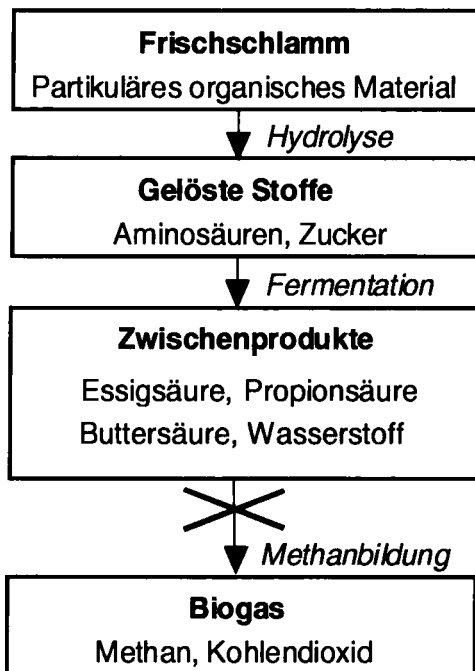 Frischschlamm
Partikuläres organisches Material
Hydrolyse
Gelöste Stoffe
Aminosäuren, Zucker
Fermentation
Zwischenprodukte
Essigsäure, Propionsäure
Buttersäure, Wasserstoff
Methanbildung
Biogas
Methan, Kohlendioxid